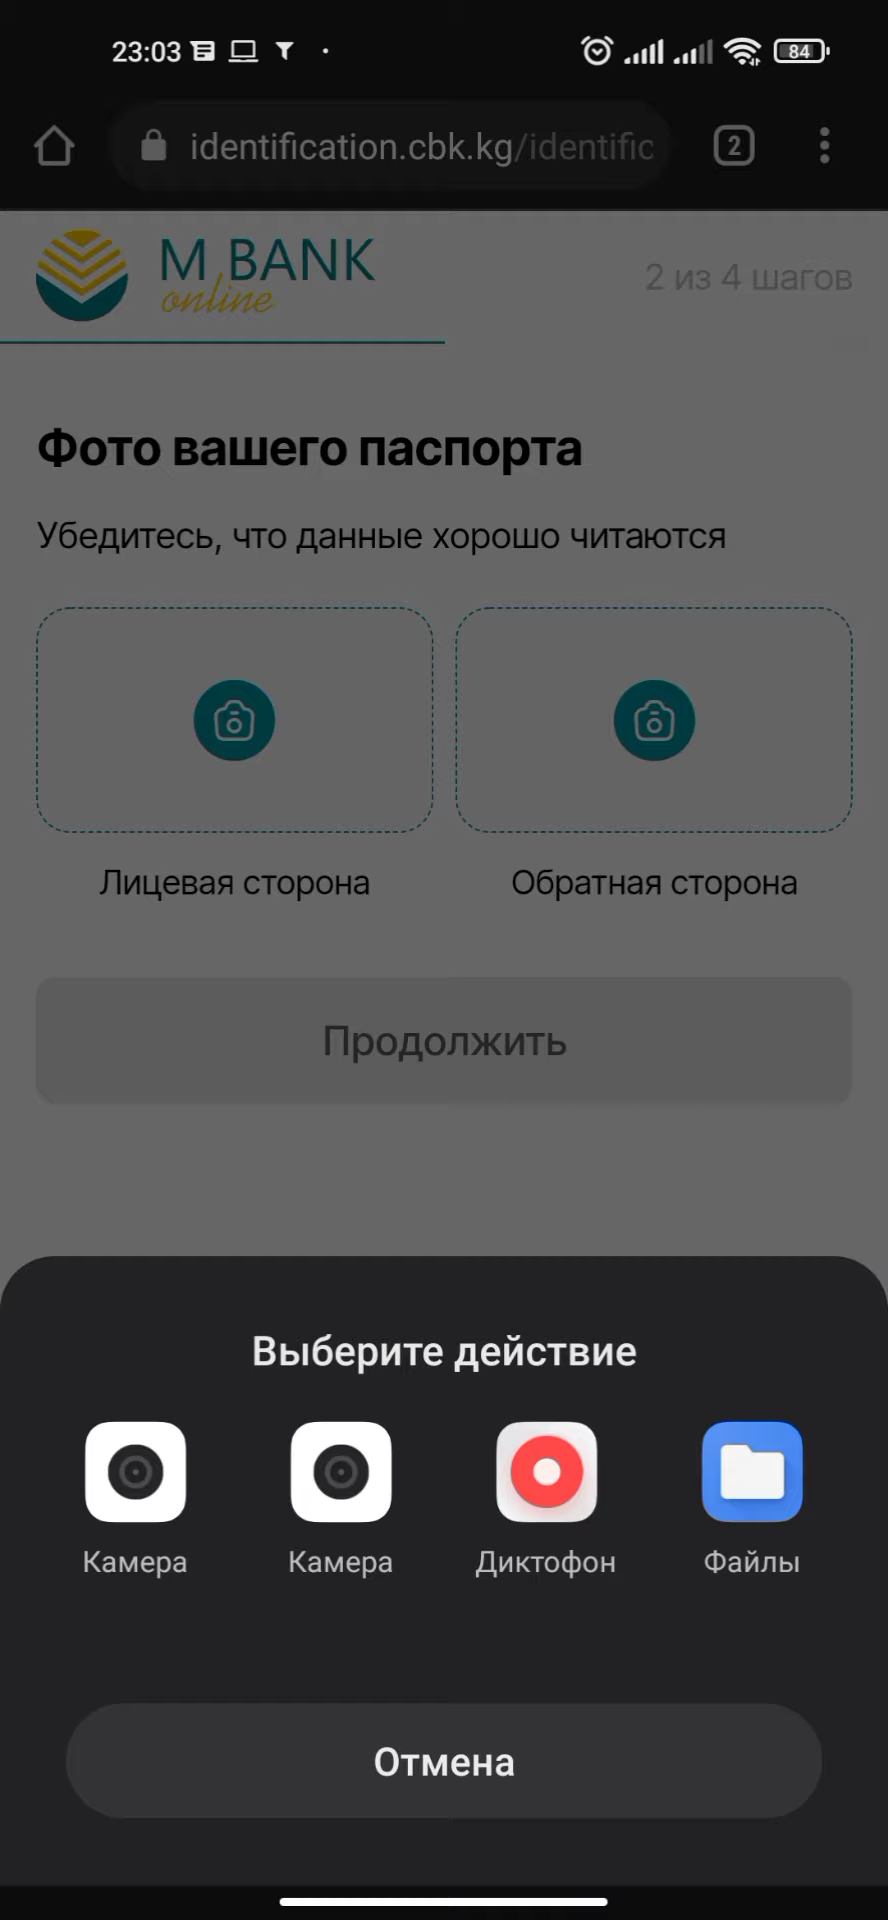 23:03
84
identification.cbk.kg/identific
2
M BANK
online
2 из 4 шагов
Фото вашего паспорта
Убедитесь, что данные хорошо читаются
Лицевая сторона
Обратная сторона
Продолжить
Выберите действие
Камера
Камера
Диктофон
Файлы
Отмена